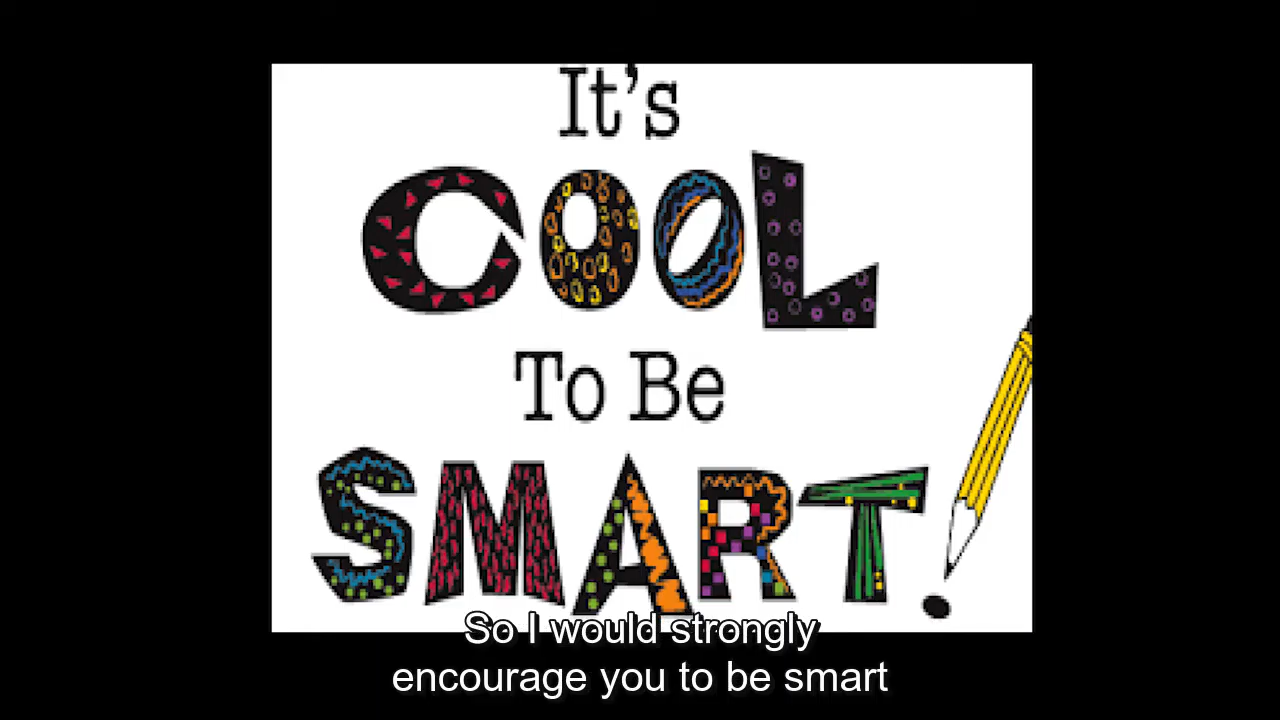 It's
COOL
To Be
SMART!
So I would strongly
encourage you to be smart